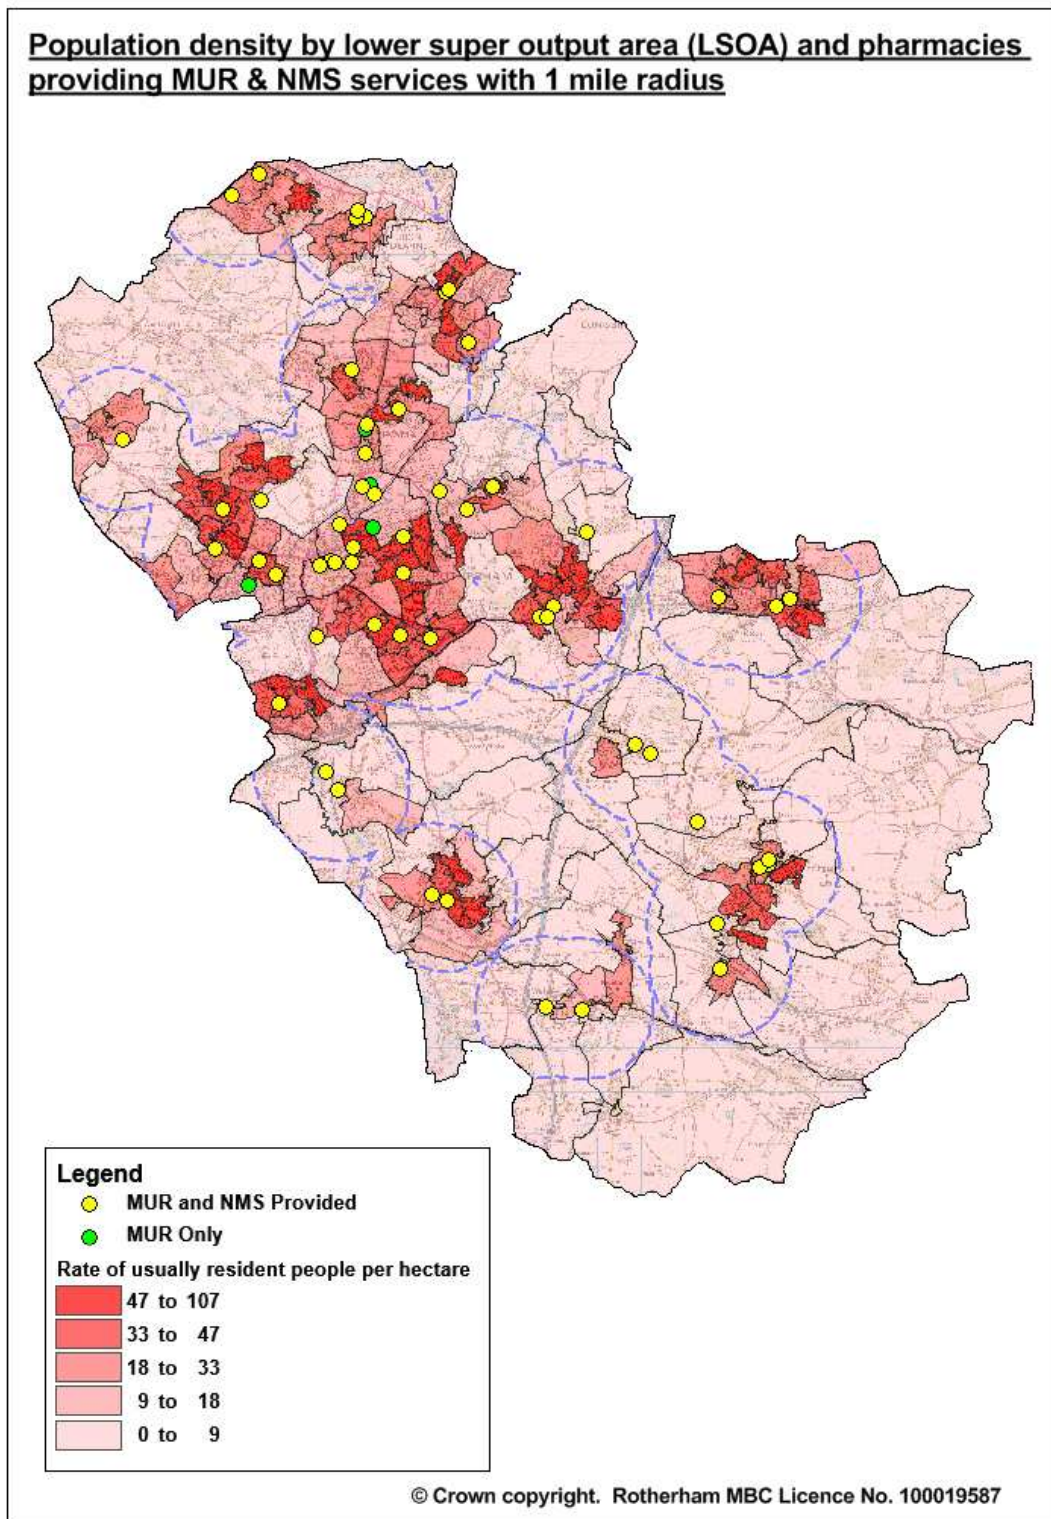 Population density by lower super output area (LSOA) and pharmacies
providing MUR & NMS services with 1 mile radius
Legend
MUR and NMS Provided
MUR Only
Rate of usually resident people per hectare
47 to 107
33 to 47
18 to 33
9 to 18
0 to 9
© Crown copyright. Rotherham MBC Licence No. 100019587